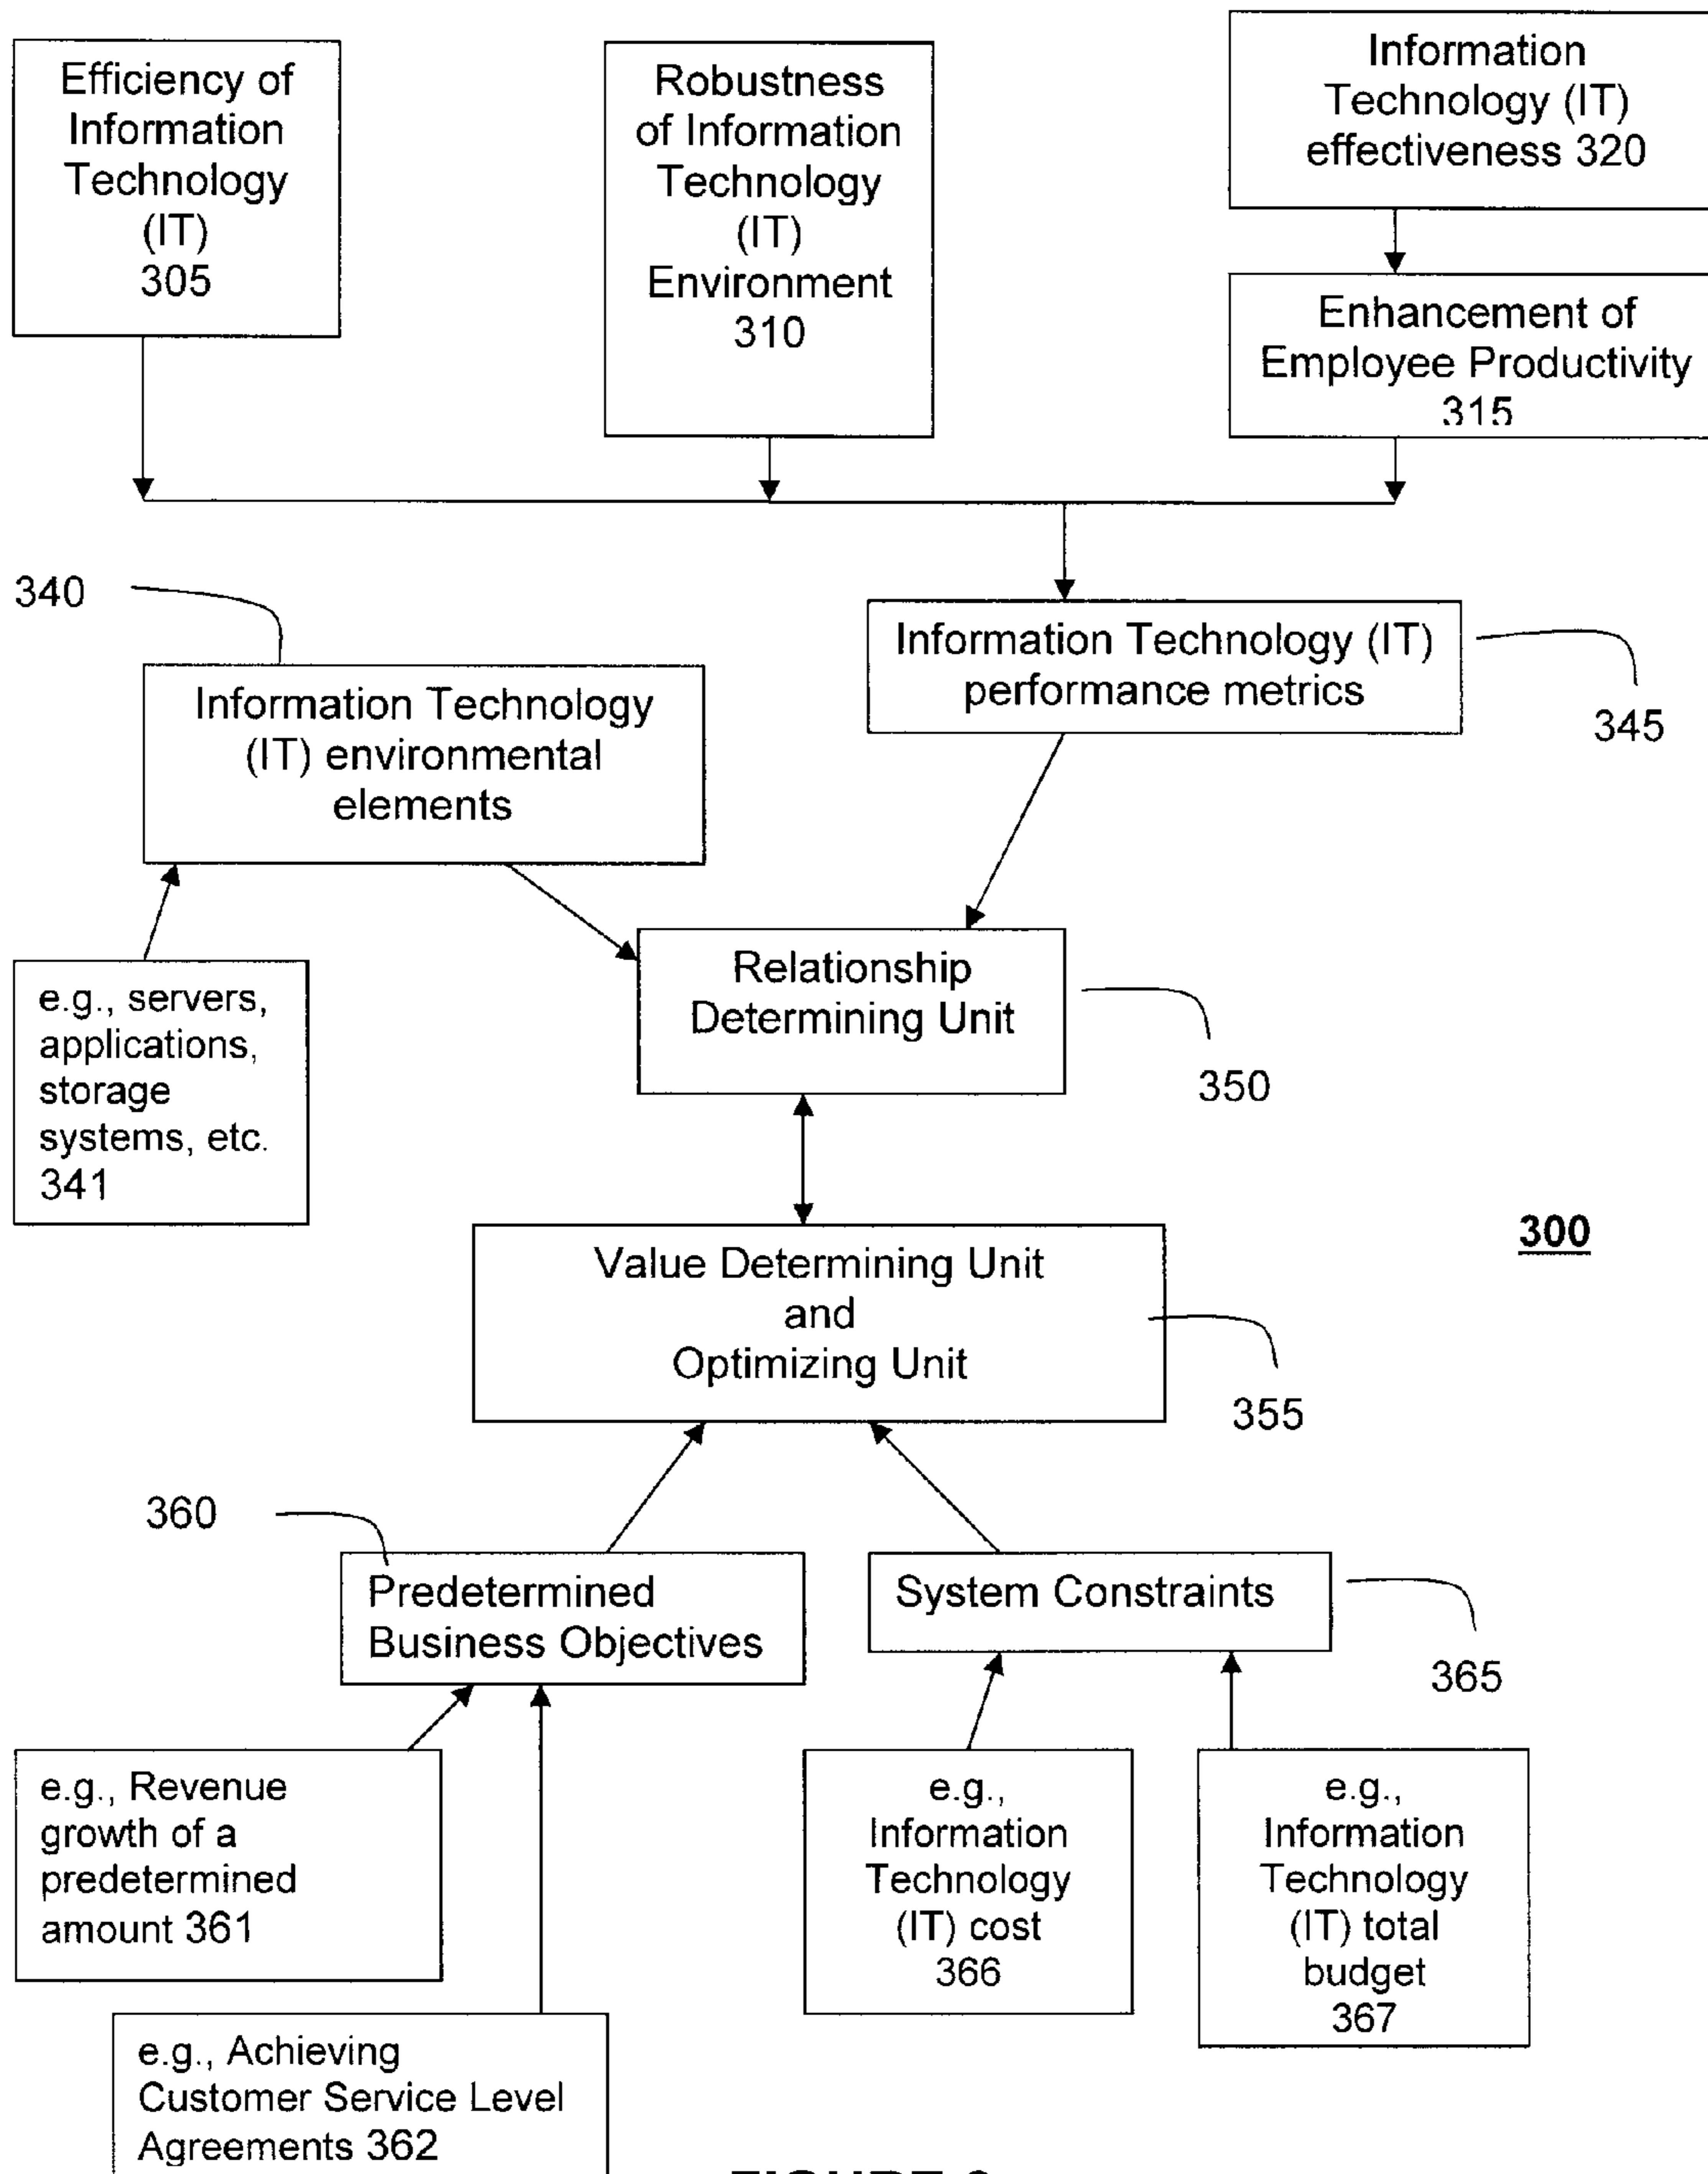 Efficiency of
Information
Technology
(IT)
305
Robustness
of Information
Technology
(IT)
Environment
310
Information
Technology (IT)
effectiveness 320
Enhancement of
Employee Productivity
315
340
Information Technology (IT)
performance metrics
345
Information Technology
(IT) environmental
elements
e.g., servers,
applications,
storage
systems, etc.
341
Relationship
Determining Unit
350
300
Value Determining Unit
and
Optimizing Unit
355
360
Predetermined
Business Objectives
System Constraints
365
e.g., Revenue
growth of a
predetermined
amount 361
e.g.,
Information
Technology
(IT) cost
366
e.g.,
Information
Technology
(IT) total
budget
367
e.g., Achieving
Customer Service Level
Agreements 362